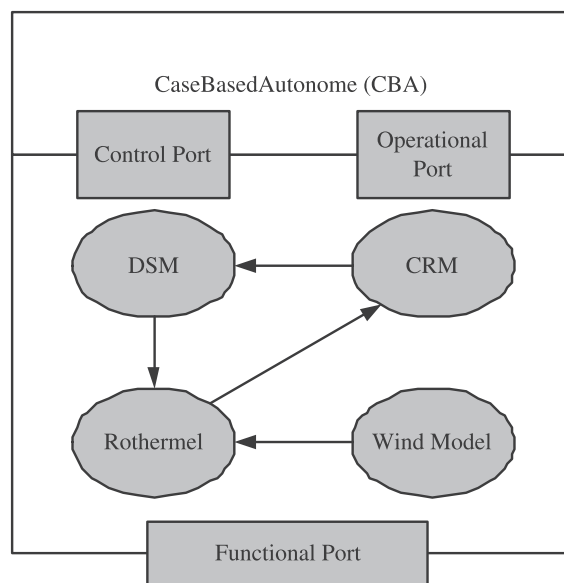 CaseBasedAutonome (CBA)
Control Port
Operational
Port
DSM
CRM
Rothermel
Wind Model
Functional Port